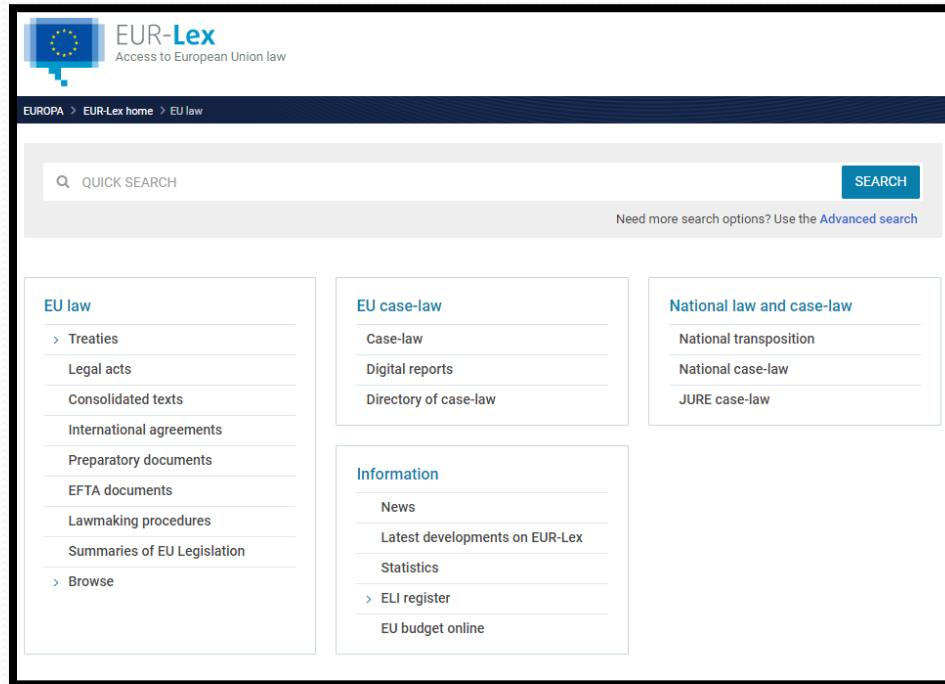 EUR-Lex
Access to European Union law
EUROPA > EUR-Lex home > EU law
QUICK SEARCH
SEARCH
Need more search options? Use the Advanced search
EU law
> Treaties
Legal acts
Consolidated texts
International agreements
Preparatory documents
EFTA documents
Lawmaking procedures
Summaries of EU Legislation
> Browse
EU case-law
Case-law
Digital reports
Directory of case-law
Information
News
Latest developments on EUR-Lex
Statistics
> ELI register
EU budget online
National law and case-law
National transposition
National case-law
JURE case-law